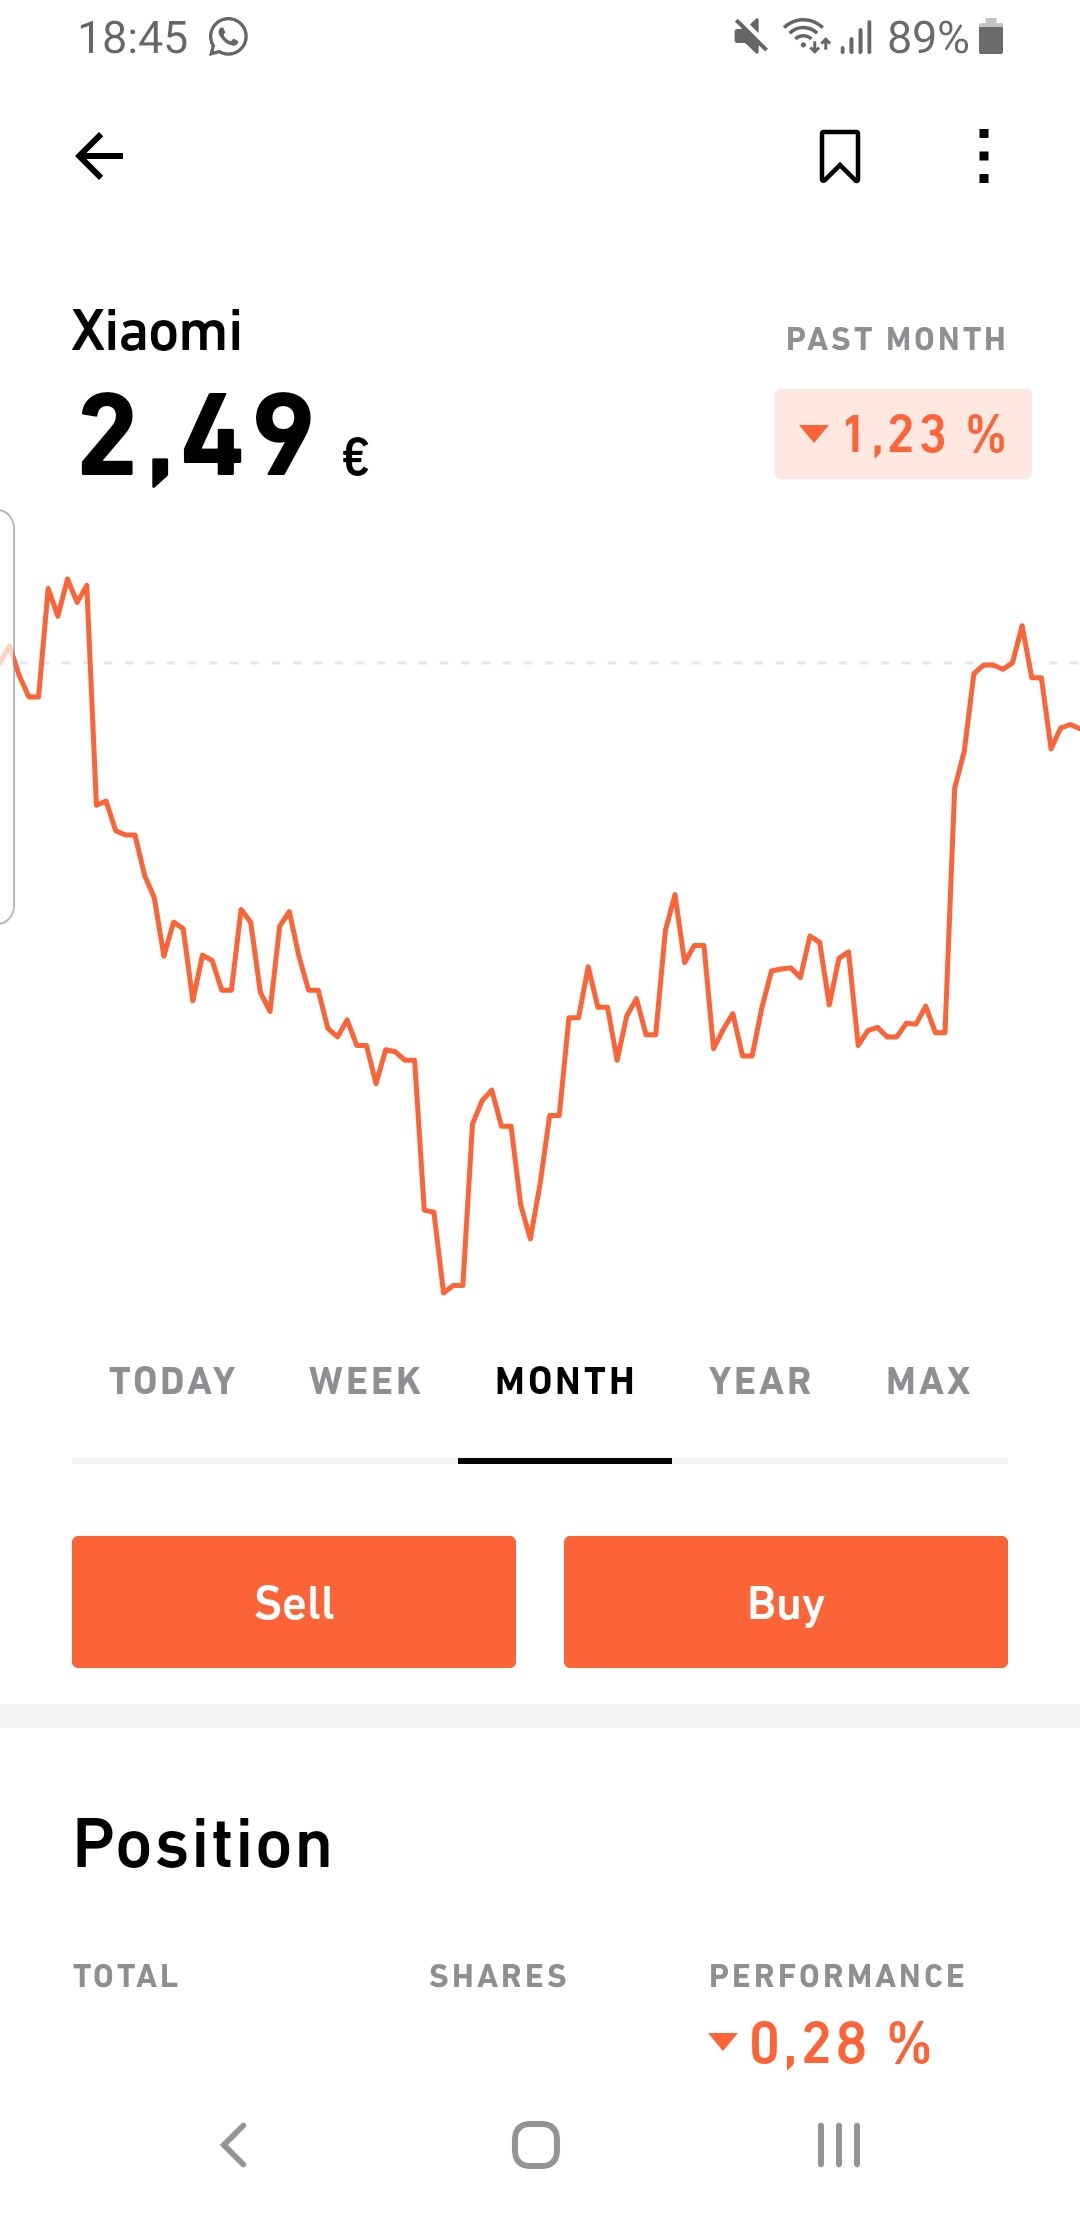 18:45 89%
Xiaomi
PAST MONTH
2,49 €
1,23 %
TODAY WEEK MONTH YEAR MAX
Sell Buy
Position
TOTAL SHARES PERFORMANCE
0,28 %